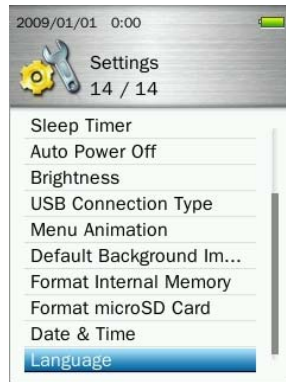 2009/01/01 0:00
Settings
14 / 14
Sleep Timer
Auto Power Off
Brightness
USB Connection Type
Menu Animation
Default Background Im...
Format Internal Memory
Format microSD Card
Date & Time
Language